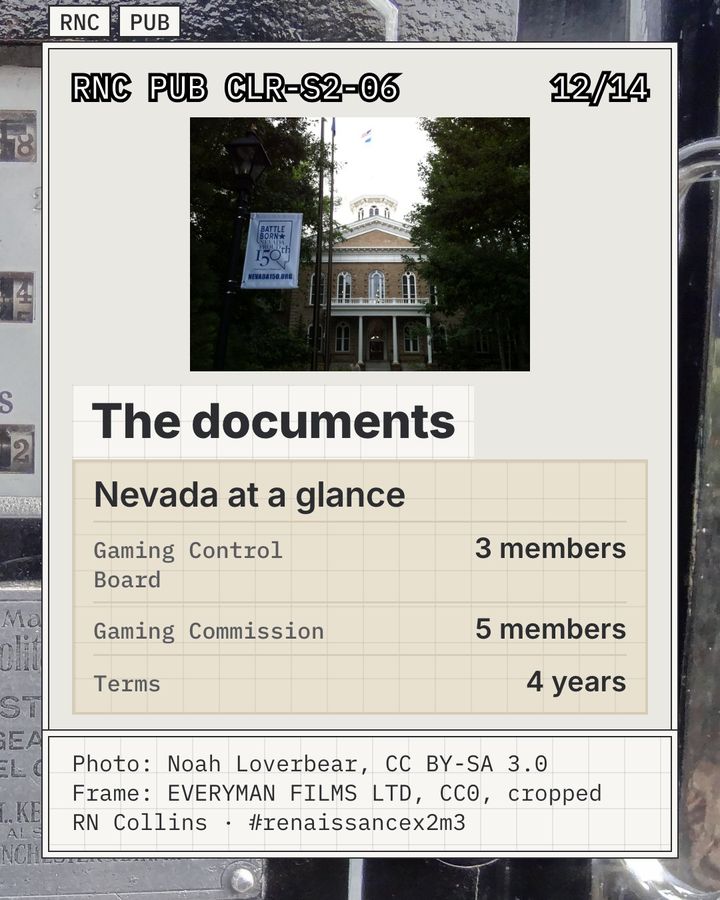 RNC PUB
RNC PUB CLR-S2-06 12/14
BATTLE
BORN★
NEVADA
150th
NEVADA150.ORG
The documents
Nevada at a glance
Gaming Control
Board
3 members
Gaming Commission 5 members
Terms 4 years
Photo: Noah Loverbear, CC BY-SA 3.0
Frame: EVERYMAN FILMS LTD, CC0, cropped
RN Collins · #renaissancex2m3